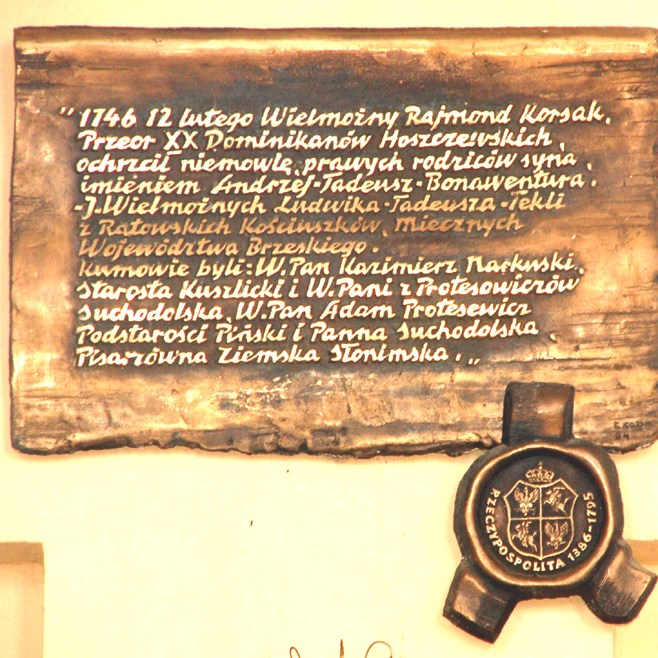 "1746 12 lutego Wielmożny Rajmond Korsak,
Przeor XX Dominikanów Hoszczewskich,
ochrzcił niemowlę, prawych rodziców syna,
imieniem Andrzej-Tadeusz-Bonawentura.
-J.Wielmożnych Ludwika-Tadeusza-Tekli
z Ratowskich Kościuszków, Miecznych
Województwa Brzeskiego.
kumowie byli: W.Pan Kazimierz Narkuski,
Starosta Kuszlicki i W.Pani z Protesowiczów
Suchodolska, W.Pan Adam Protesewicz
Podstarości Piński i Panna Suchodolska,
Pisarzówna Ziemska Słonimska.,,
RZECZYPOSPOLITA 1386-1795